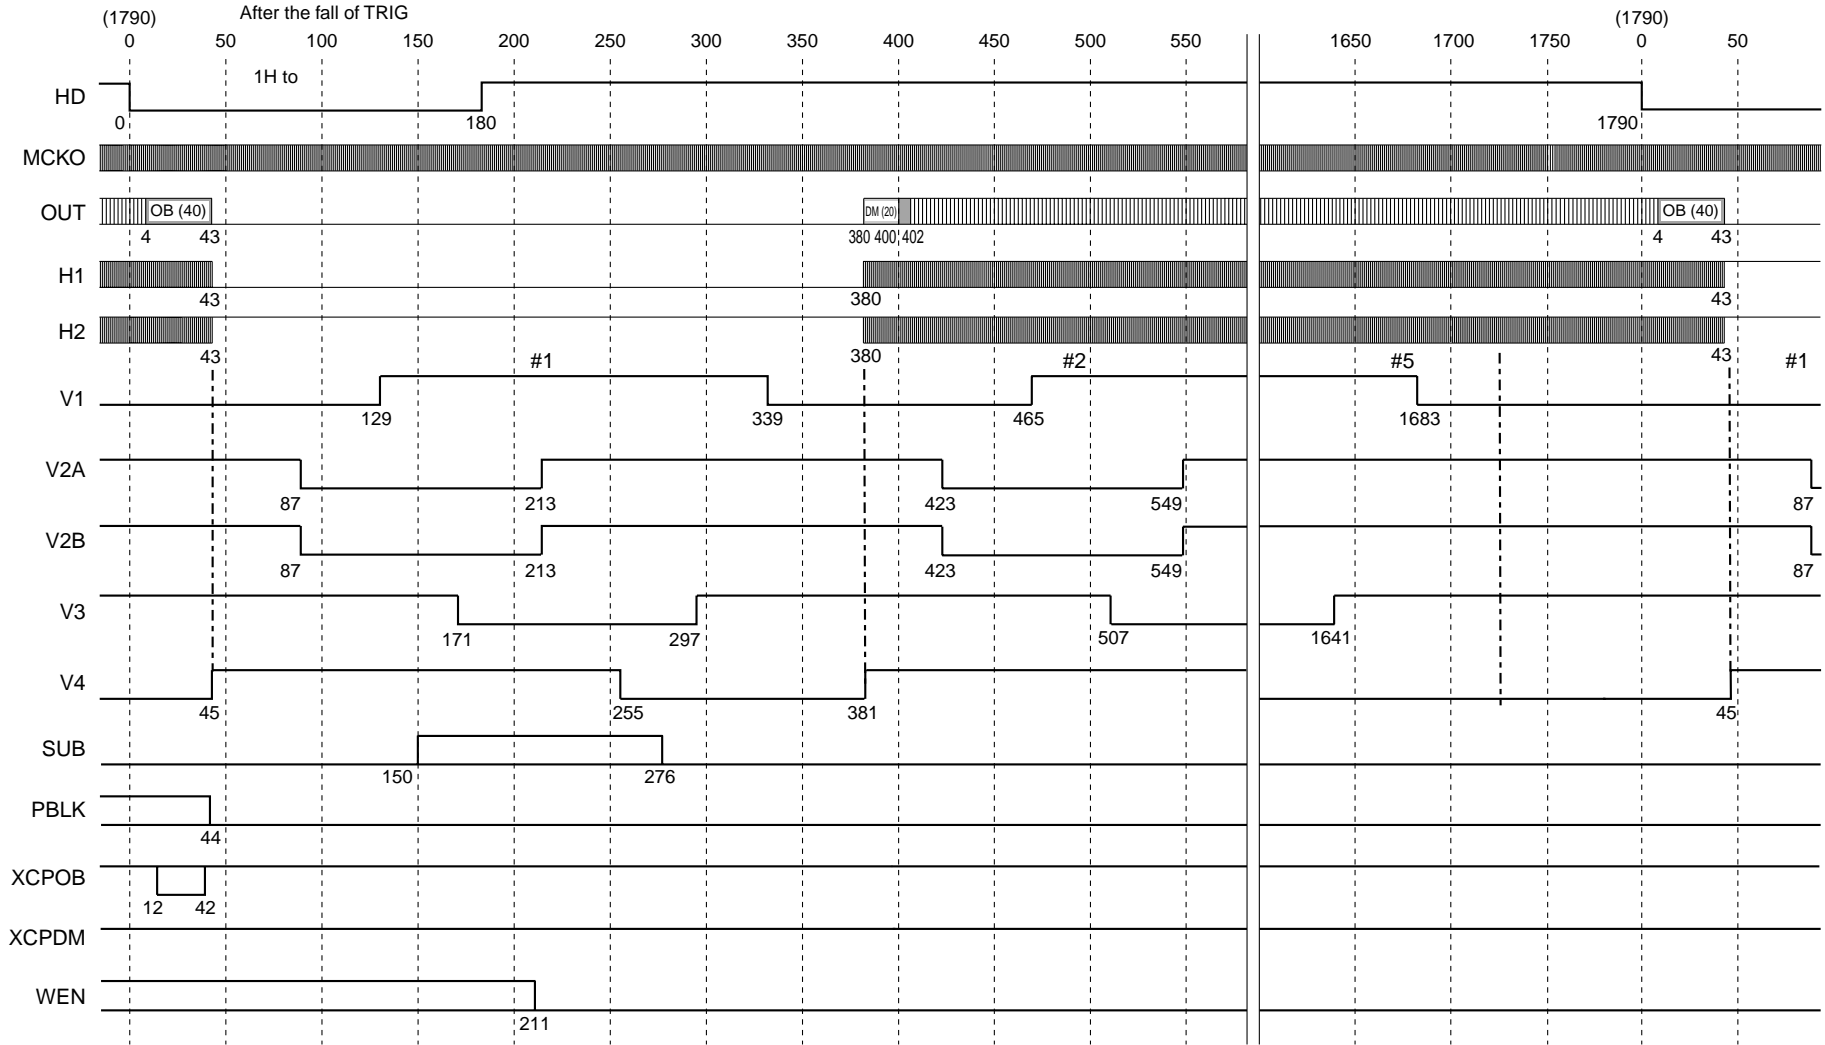 (1790) After the fall of TRIG (1790)
0 50 100 150 200 250 300 350 400 450 500 550 1650 1700 1750 0 50
1H to
HD
0 180 1790
MCKO
OUT OB (40) DM (20) OB (40)
4 43 380 400 402 4 43
H1
43 380 43
H2
43 380 43
#1 #2 #5 #1
V1
129 339 465 1683
V2A
87 213 423 549 87
V2B
87 213 423 549 87
V3
171 297 507 1641
V4
45 255 381 45
SUB
150 276
PBLK
44
XCPOB
12 42
XCPDM
WEN
211